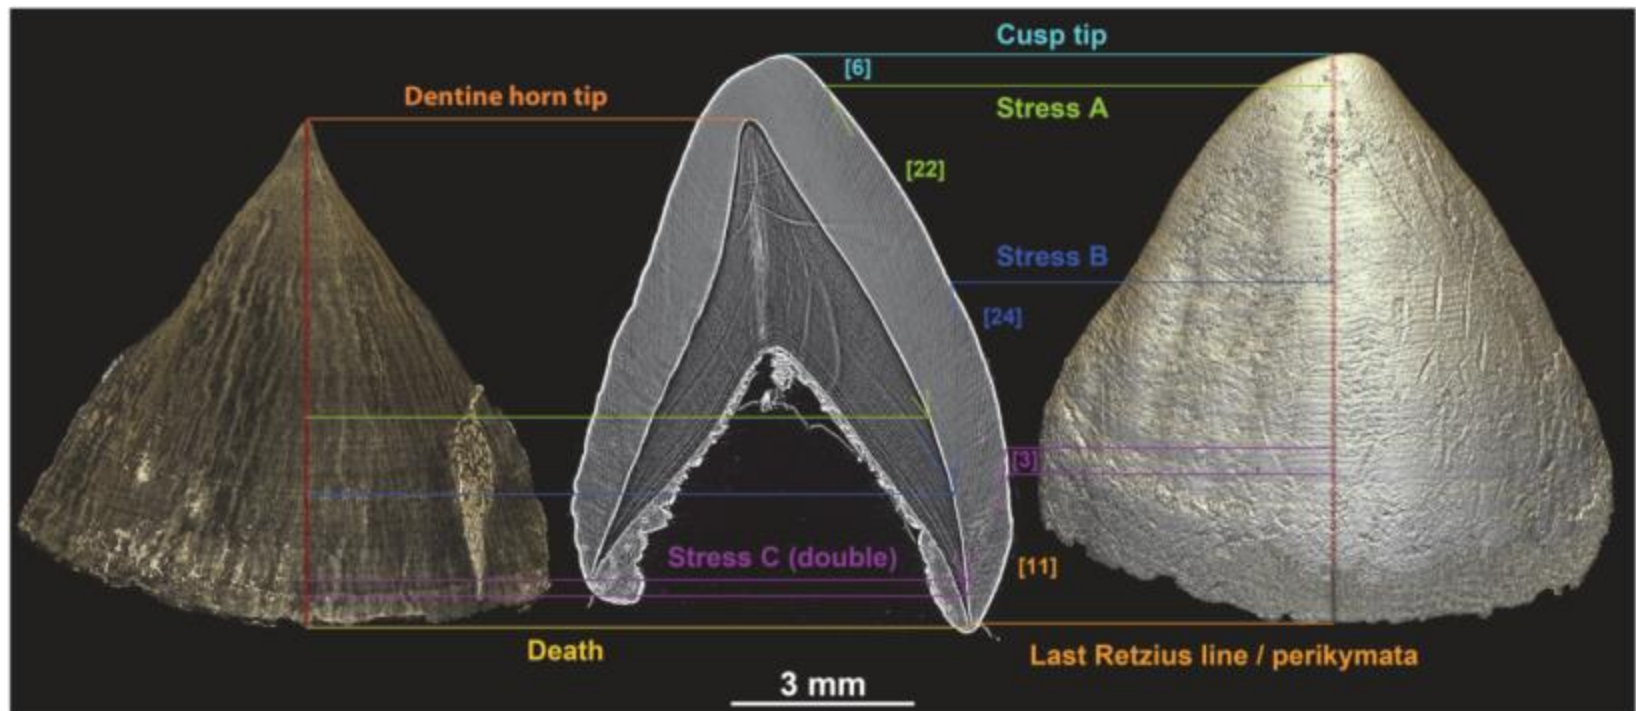 Cusp tip
[6]
Dentine horn tip
Stress A
[22]
Stress B
[24]
[3]
Stress C (double)
[11]
Death
Last Retzius line / perikymata
3 mm